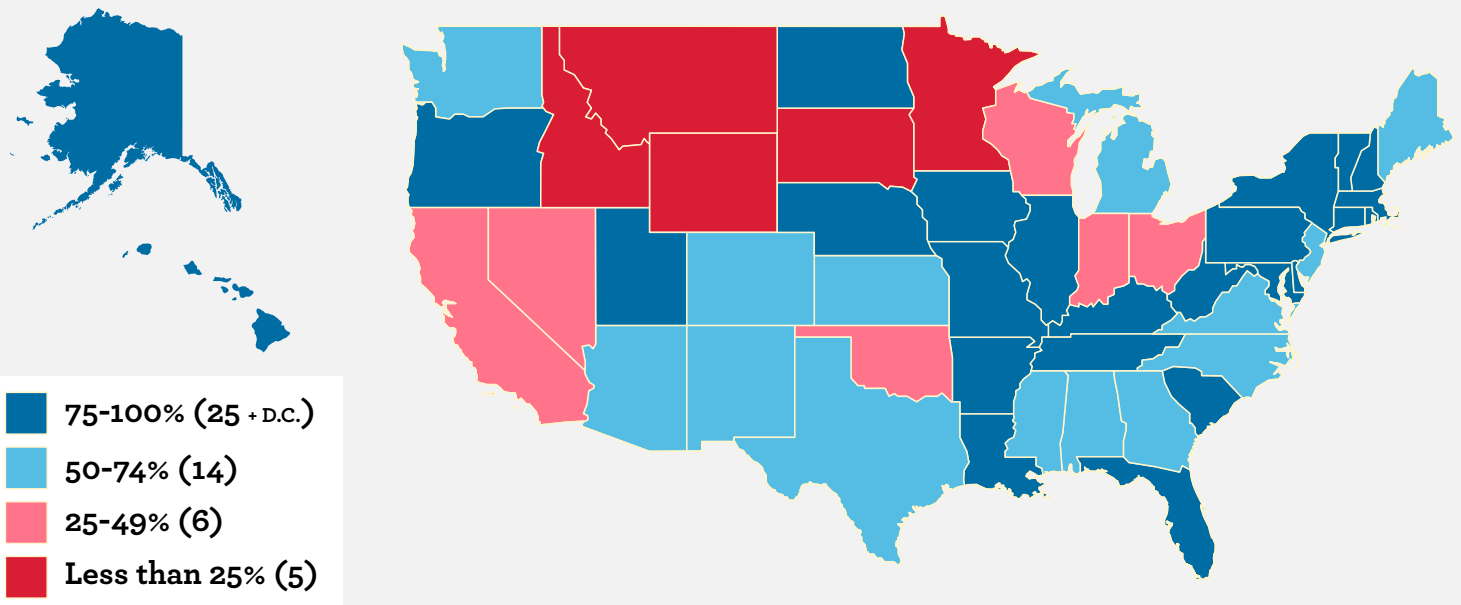 75-100% (25 + D.C.)
50-74% (14)
25-49% (6)
Less than 25% (5)